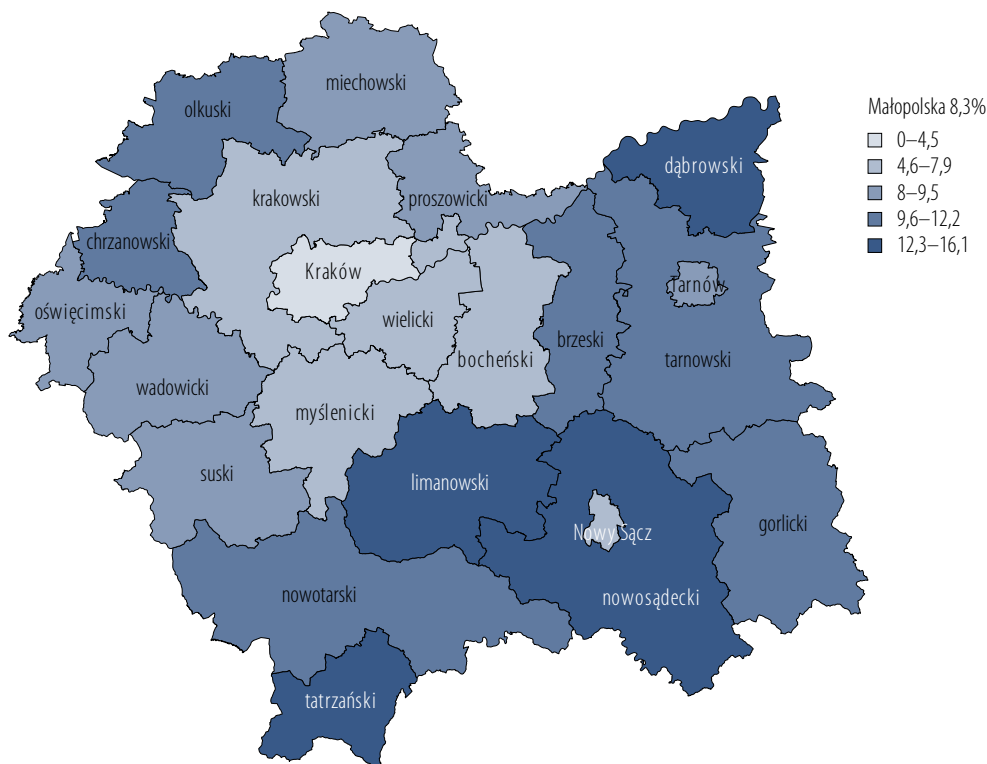 miechowski
olkuski
Małopolska 8,3%
0–4,5
4,6–7,9
8–9,5
9,6–12,2
12,3–16,1
dąbrowski
krakowski
proszowicki
chrzanowski
Kraków
Tarnów
oświęcimski
wielicki
brzeski
bocheński
tarnowski
wadowicki
myślenicki
suski
limanowski
gorlicki
Nowy Sącz
nowotarski
nowosądecki
tatrzański